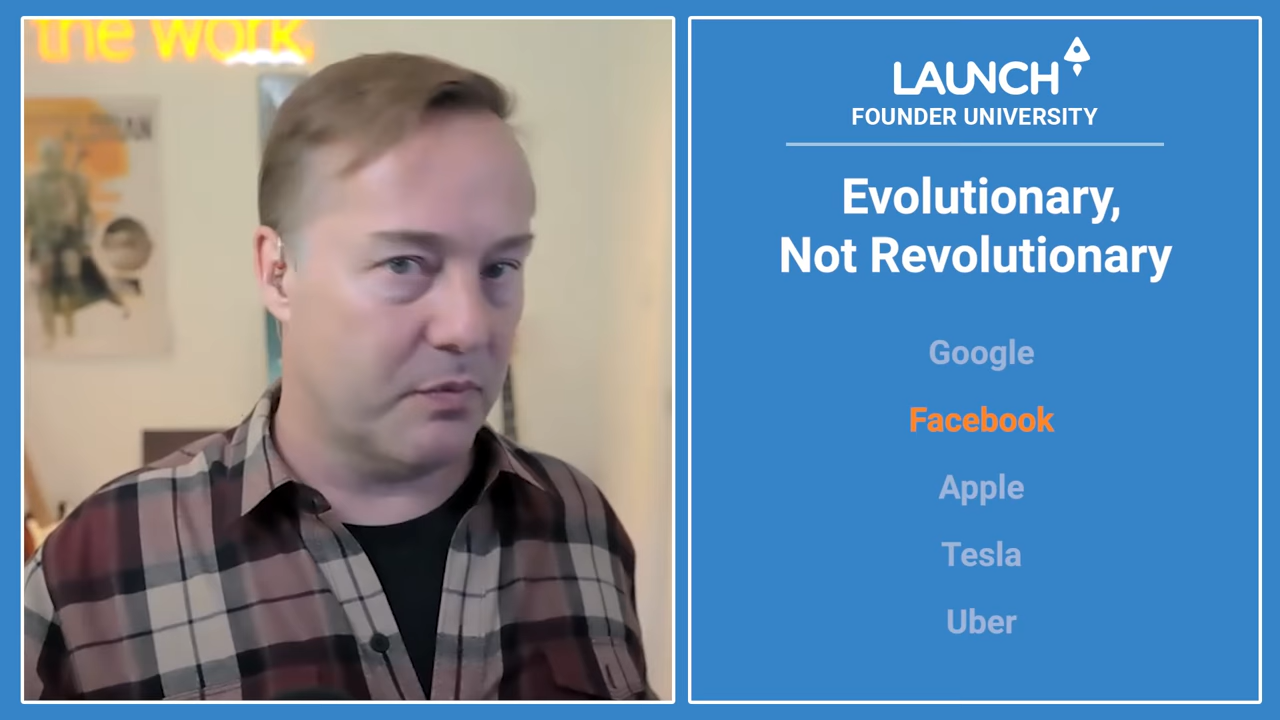 the work.
LAUNCH
FOUNDER UNIVERSITY
Evolutionary,
Not Revolutionary
Google
Facebook
Apple
Tesla
Uber